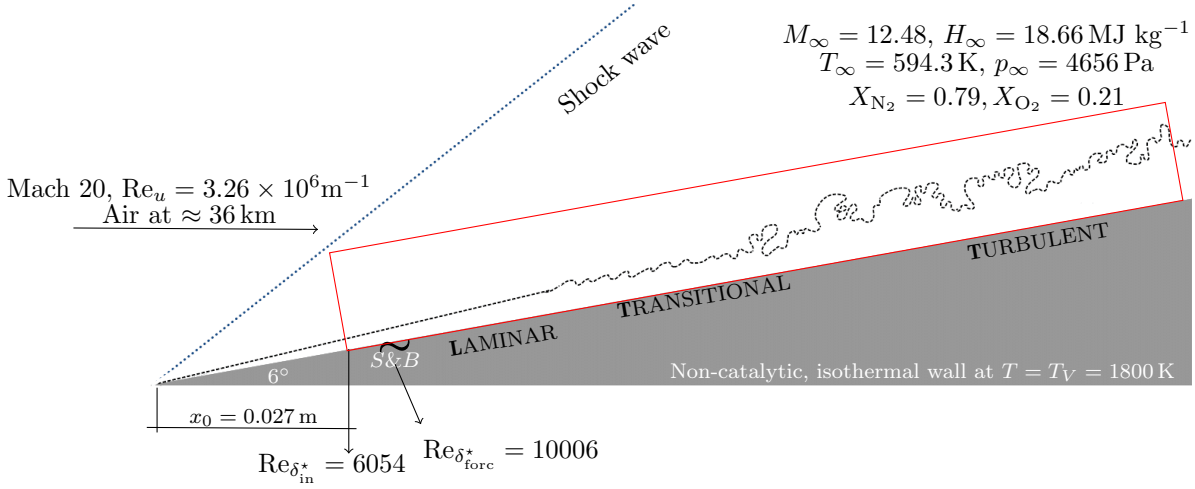 M∞ = 12.48, H∞ = 18.66 MJ kg⁻¹
T∞ = 594.3 K, p∞ = 4656 Pa
X_N₂ = 0.79, X_O₂ = 0.21
Shock wave
Mach 20, Re_u = 3.26 × 10⁶m⁻¹
Air at ≈ 36 km
TURBULENT
TRANSITIONAL
LAMINAR
S&B
6°
Non-catalytic, isothermal wall at T = T_V = 1800 K
x₀ = 0.027 m
Re_δ⋆in = 6054
Re_δ⋆forc = 10006